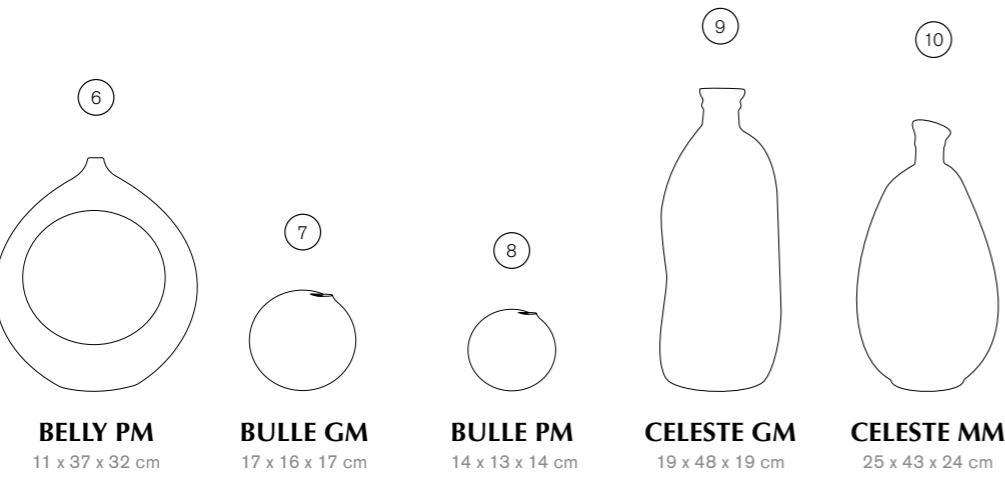 6
7
8
9
10
BELLY PM
11 x 37 x 32 cm
BULLE GM
17 x 16 x 17 cm
BULLE PM
14 x 13 x 14 cm
CELESTE GM
19 x 48 x 19 cm
CELESTE MM
25 x 43 x 24 cm